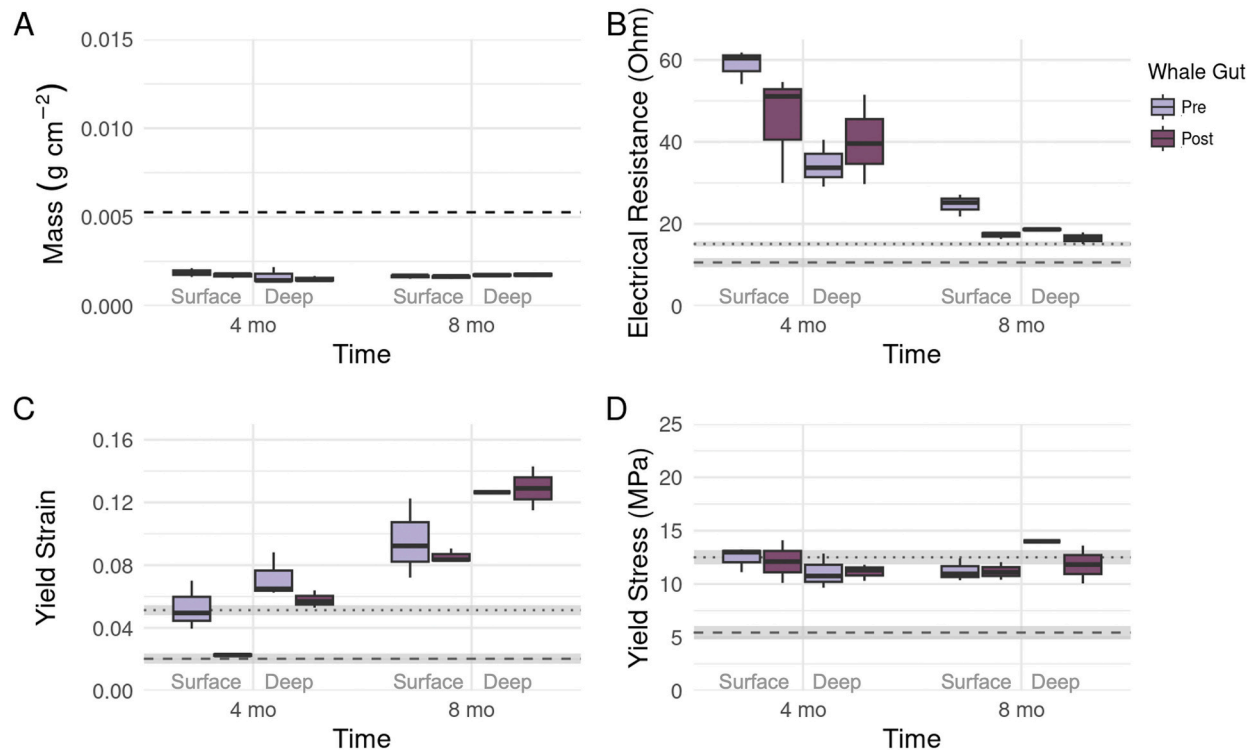 A
Mass (g cm−2)
0.015
0.010
0.005
0.000
Surface Deep Surface Deep
4 mo 8 mo
Time
B
Electrical Resistance (Ohm)
60
40
20
0
Surface Deep Surface Deep
4 mo 8 mo
Time
Whale Gut
Pre
Post
C
Yield Strain
0.16
0.12
0.08
0.04
0.00
Surface Deep Surface Deep
4 mo 8 mo
Time
D
Yield Stress (MPa)
25
20
15
10
5
0
Surface Deep Surface Deep
4 mo 8 mo
Time